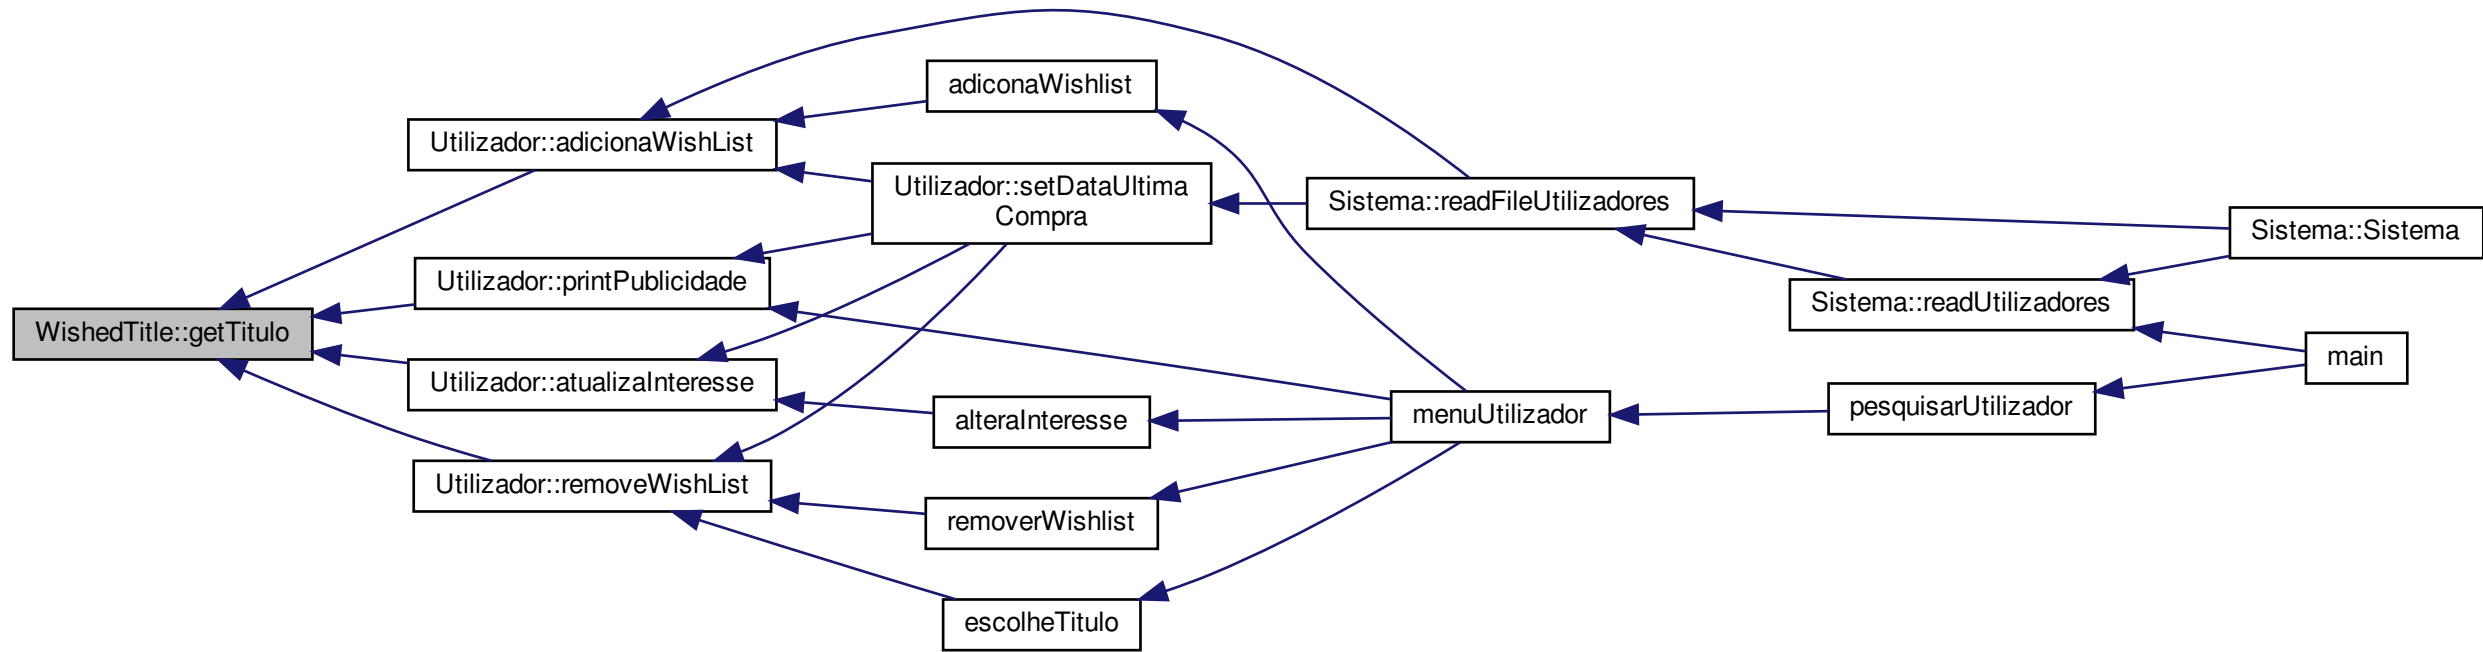 WishedTitle::getTitulo
Utilizador::adicionaWishList
Utilizador::printPublicidade
Utilizador::atualizaInteresse
Utilizador::removeWishList
adiconaWishlist
Utilizador::setDataUltima
Compra
alteraInteresse
removerWishlist
escolheTitulo
Sistema::readFileUtilizadores
menuUtilizador
Sistema::readUtilizadores
pesquisarUtilizador
Sistema::Sistema
main